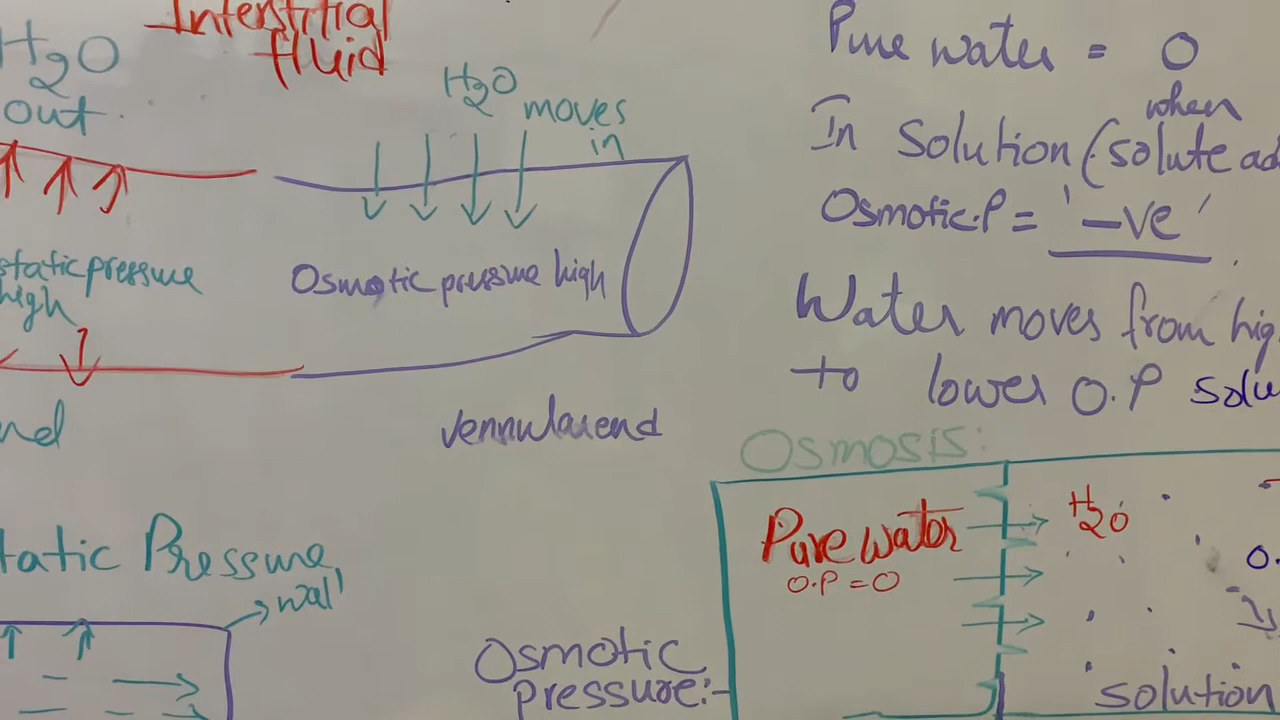 Interstitial
fluid
H2O
out
H2O
moves
in
static pressure
high
Osmotic pressure high
vennularend
tatic Pressure
wall
Pure water = 0
when
In Solution (solute ad
Osmotic.P = '-ve'
Water moves from hig
to lower O.P solu
Osmosis:
Pure water
O.P = 0
H2O
O.
solution
Osmotic
pressure:-